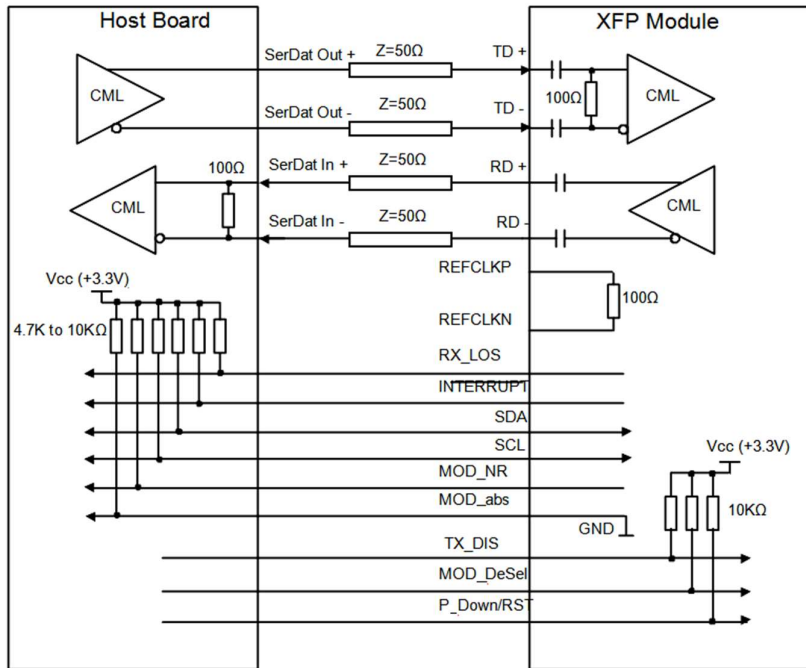 Host Board
XFP Module
SerDat Out +
Z=50Ω
TD +
CML
100Ω
CML
SerDat Out -
Z=50Ω
TD -
SerDat In +
Z=50Ω
RD +
100Ω
CML
CML
SerDat In -
Z=50Ω
RD -
REFCLKP
Vcc (+3.3V)
100Ω
REFCLKN
4.7K to 10KΩ
RX_LOS
INTERRUPT
SDA
SCL
Vcc (+3.3V)
MOD_NR
MOD_abs
10KΩ
GND
TX_DIS
MOD_DeSel
P_Down/RST